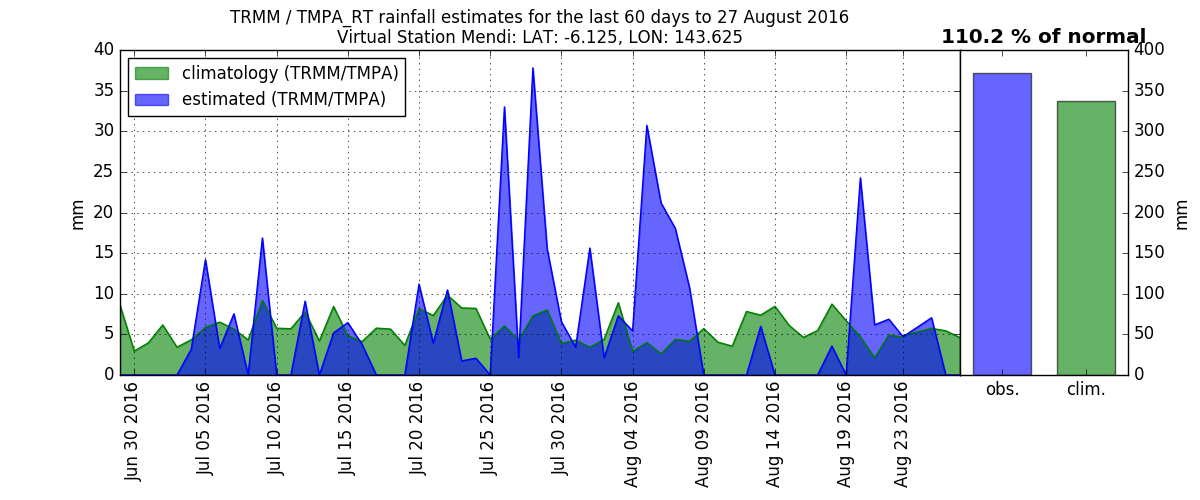 TRMM / TMPA_RT rainfall estimates for the last 60 days to 27 August 2016
Virtual Station Mendi: LAT: -6.125, LON: 143.625
110.2 % of normal
climatology (TRMM/TMPA)
estimated (TRMM/TMPA)
40
35
30
25
20
15
10
5
0
mm
400
350
300
250
200
150
100
50
0
mm
Jun 30 2016
Jul 05 2016
Jul 10 2016
Jul 15 2016
Jul 20 2016
Jul 25 2016
Jul 30 2016
Aug 04 2016
Aug 09 2016
Aug 14 2016
Aug 19 2016
Aug 23 2016
obs.
clim.